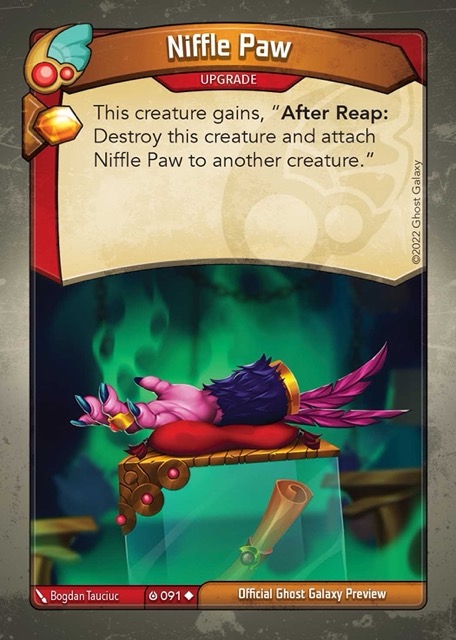 Niffle Paw
UPGRADE
This creature gains, “After Reap:
Destroy this creature and attach
Niffle Paw to another creature.”
©2022 Ghost Galaxy
Bogdan Tauciuc
091
Official Ghost Galaxy Preview